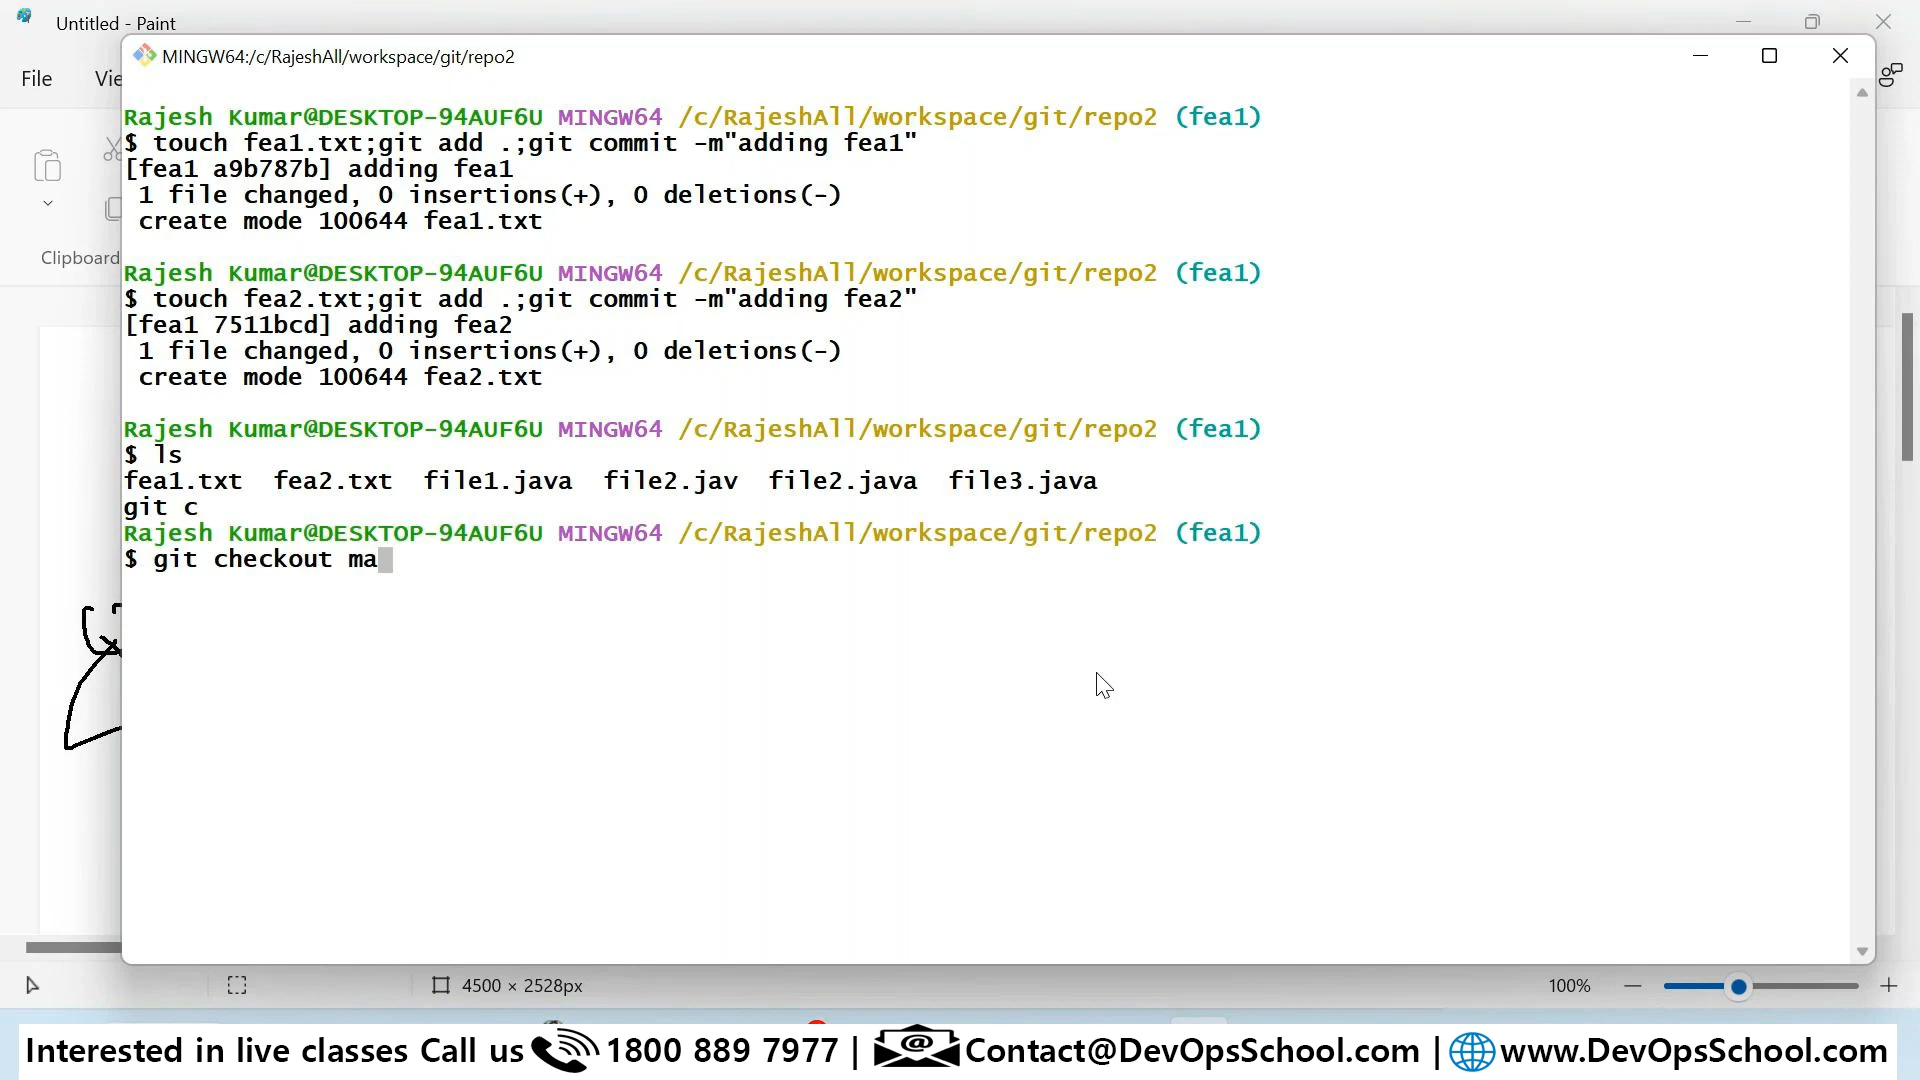 Untitled - Paint
MINGW64:/c/RajeshAll/workspace/git/repo2
File Vie
Rajesh Kumar@DESKTOP-94AUF6U MINGW64 /c/RajeshAll/workspace/git/repo2 (fea1)
$ touch fea1.txt;git add .;git commit -m"adding fea1"
[fea1 a9b787b] adding fea1
1 file changed, 0 insertions(+), 0 deletions(-)
create mode 100644 fea1.txt
Clipboard
Rajesh Kumar@DESKTOP-94AUF6U MINGW64 /c/RajeshAll/workspace/git/repo2 (fea1)
$ touch fea2.txt;git add .;git commit -m"adding fea2"
[fea1 7511bcd] adding fea2
1 file changed, 0 insertions(+), 0 deletions(-)
create mode 100644 fea2.txt
Rajesh Kumar@DESKTOP-94AUF6U MINGW64 /c/RajeshAll/workspace/git/repo2 (fea1)
$ ls
fea1.txt fea2.txt file1.java file2.jav file2.java file3.java
git c
Rajesh Kumar@DESKTOP-94AUF6U MINGW64 /c/RajeshAll/workspace/git/repo2 (fea1)
$ git checkout ma
4500 × 2528px
100%
Interested in live classes Call us 1800 889 7977 | Contact@DevOpsSchool.com | www.DevOpsSchool.com